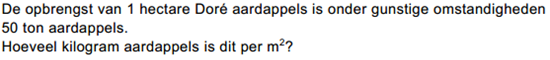 De opbrengst van 1 hectare Doré aardappels is onder gunstige omstandigheden
50 ton aardappels.
Hoeveel kilogram aardappels is dit per m²?